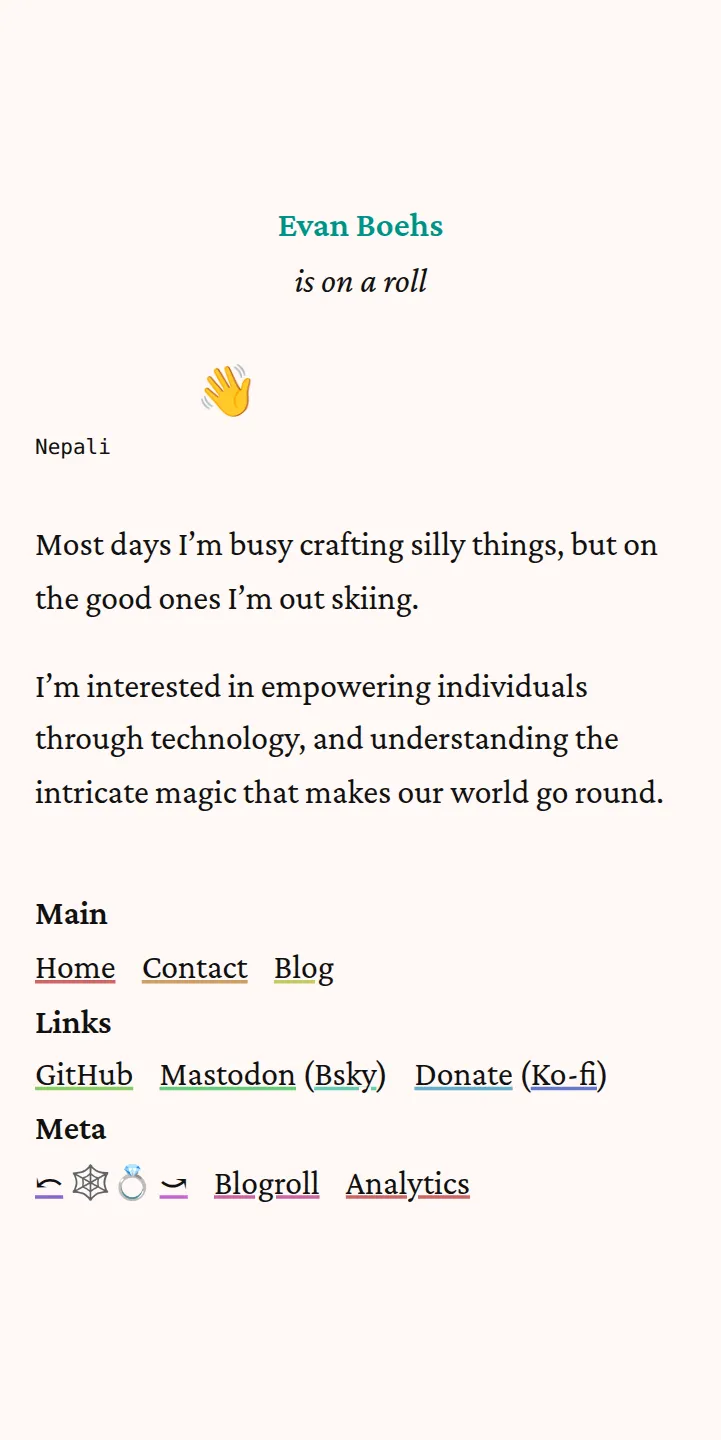 Evan Boehs
is on a roll
👋
Nepali
Most days I’m busy crafting silly things, but on
the good ones I’m out skiing.
I’m interested in empowering individuals
through technology, and understanding the
intricate magic that makes our world go round.
Main
Home Contact Blog
Links
GitHub Mastodon (Bsky) Donate (Ko-fi)
Meta
⤺ 🕸💍 ⤻ Blogroll Analytics